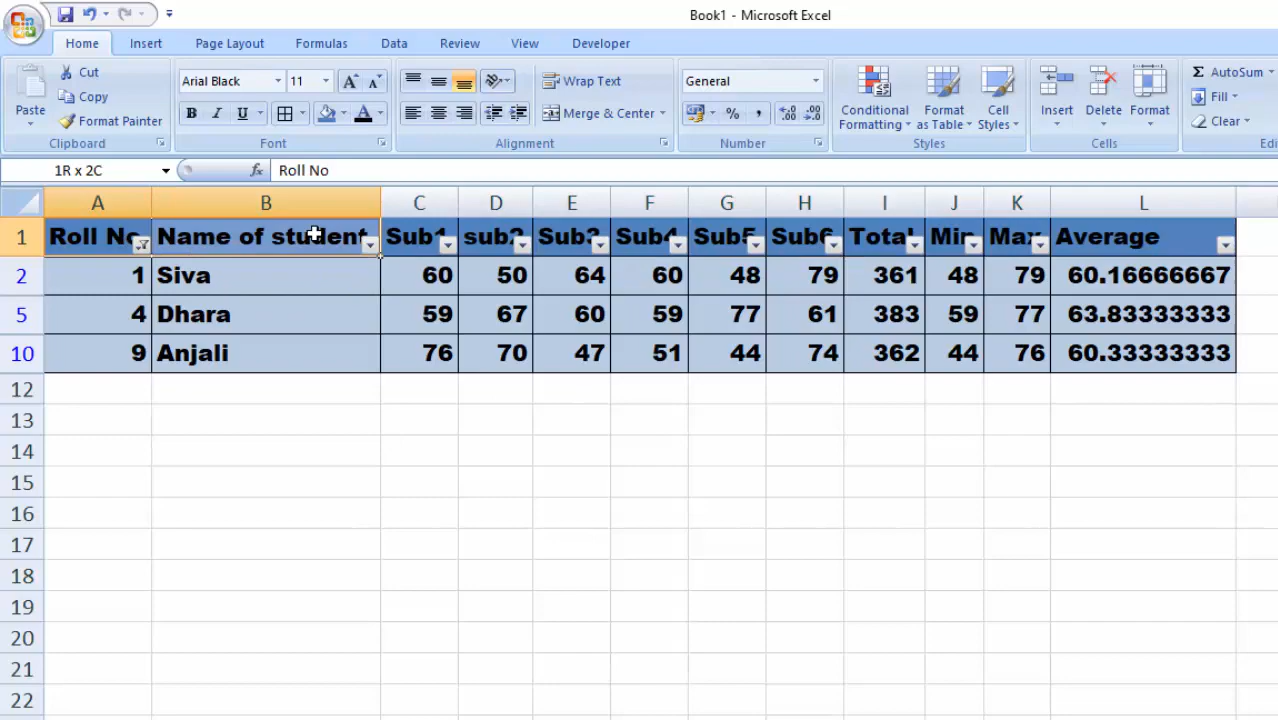 Book1 - Microsoft Excel
Home Insert Page Layout Formulas Data Review View Developer
Paste Cut Copy Format Painter Clipboard
Arial Black 11 B I U A Font
Wrap Text Merge & Center Alignment
General % , Number
Conditional Formatting Format as Table Cell Styles Styles
Insert Delete Format Cells
Σ AutoSum Fill Clear
1R x 2C fx Roll No
A B C D E F G H I J K L
1 Roll No Name of student Sub1 sub2 Sub3 Sub4 Sub5 Sub6 Total Min Max Average
2 1 Siva 60 50 64 60 48 79 361 48 79 60.16666667
5 4 Dhara 59 67 60 59 77 61 383 59 77 63.83333333
10 9 Anjali 76 70 47 51 44 74 362 44 76 60.33333333
12
13
14
15
16
17
18
19
20
21
22